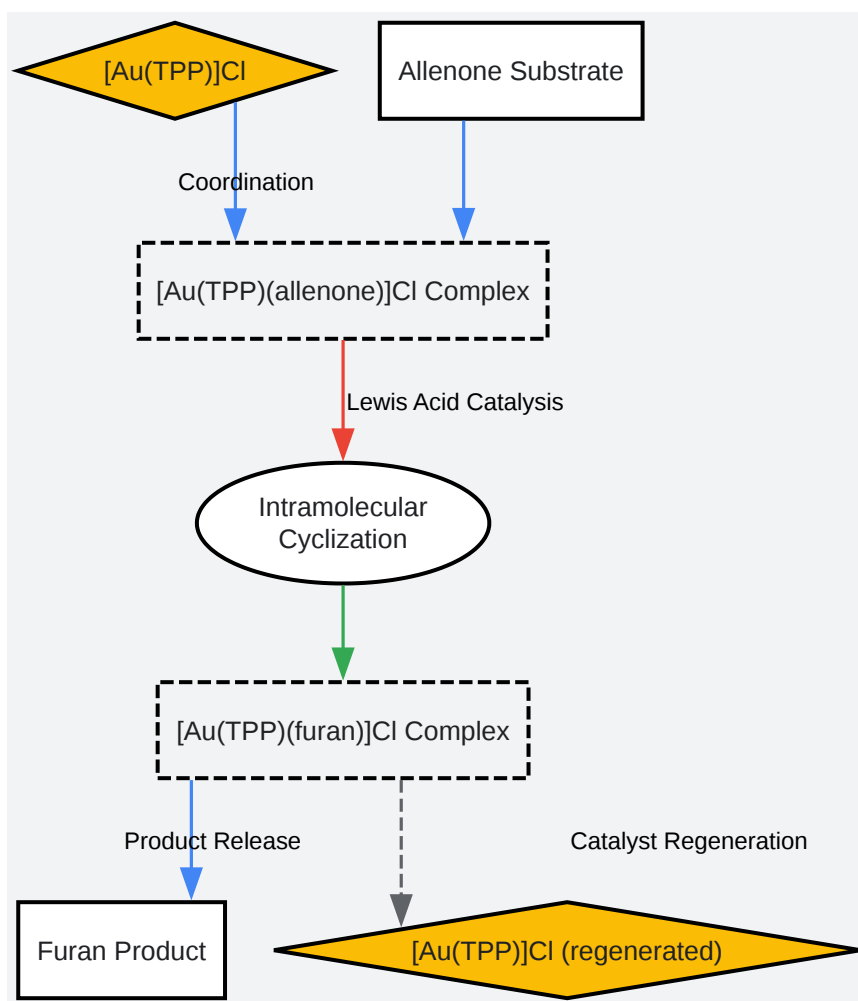 [Au(TPP)]Cl
Allenone Substrate
Coordination
[Au(TPP)(allenone)]Cl Complex
Lewis Acid Catalysis
Intramolecular
Cyclization
[Au(TPP)(furan)]Cl Complex
Product Release
Catalyst Regeneration
Furan Product
[Au(TPP)]Cl (regenerated)